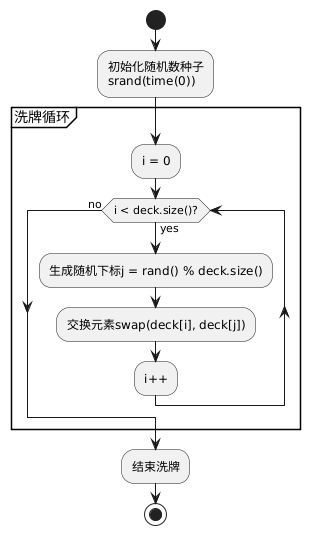 初始化随机数种子
srand(time(0))
洗牌循环
i = 0
i < deck.size()?
no
yes
生成随机下标j = rand() % deck.size()
交换元素swap(deck[i], deck[j])
i++
结束洗牌